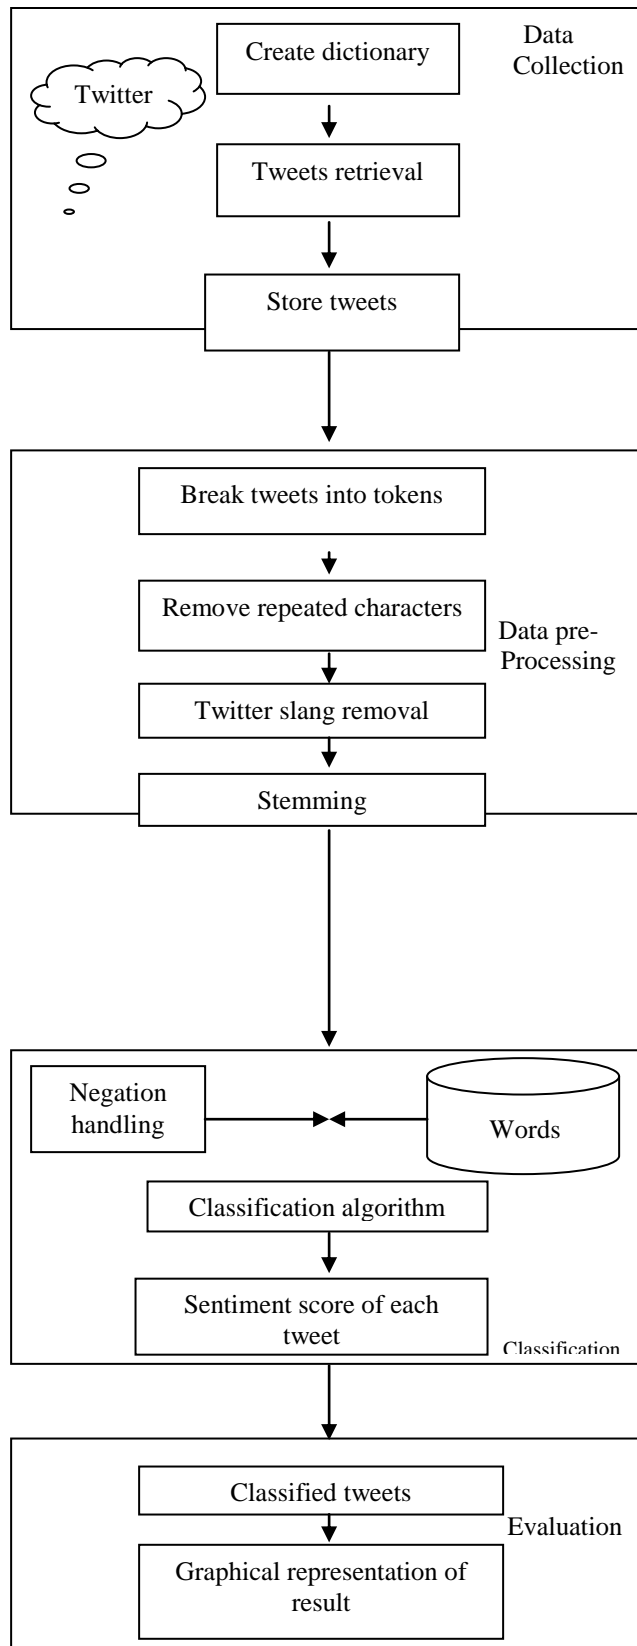 Data
Collection
Create dictionary
Twitter
Tweets retrieval
Store tweets
Break tweets into tokens
Remove repeated characters
Data pre-
Processing
Twitter slang removal
Stemming
Negation
handling
Words
Classification algorithm
Sentiment score of each
tweet
Classification
Classified tweets
Evaluation
Graphical representation of
result